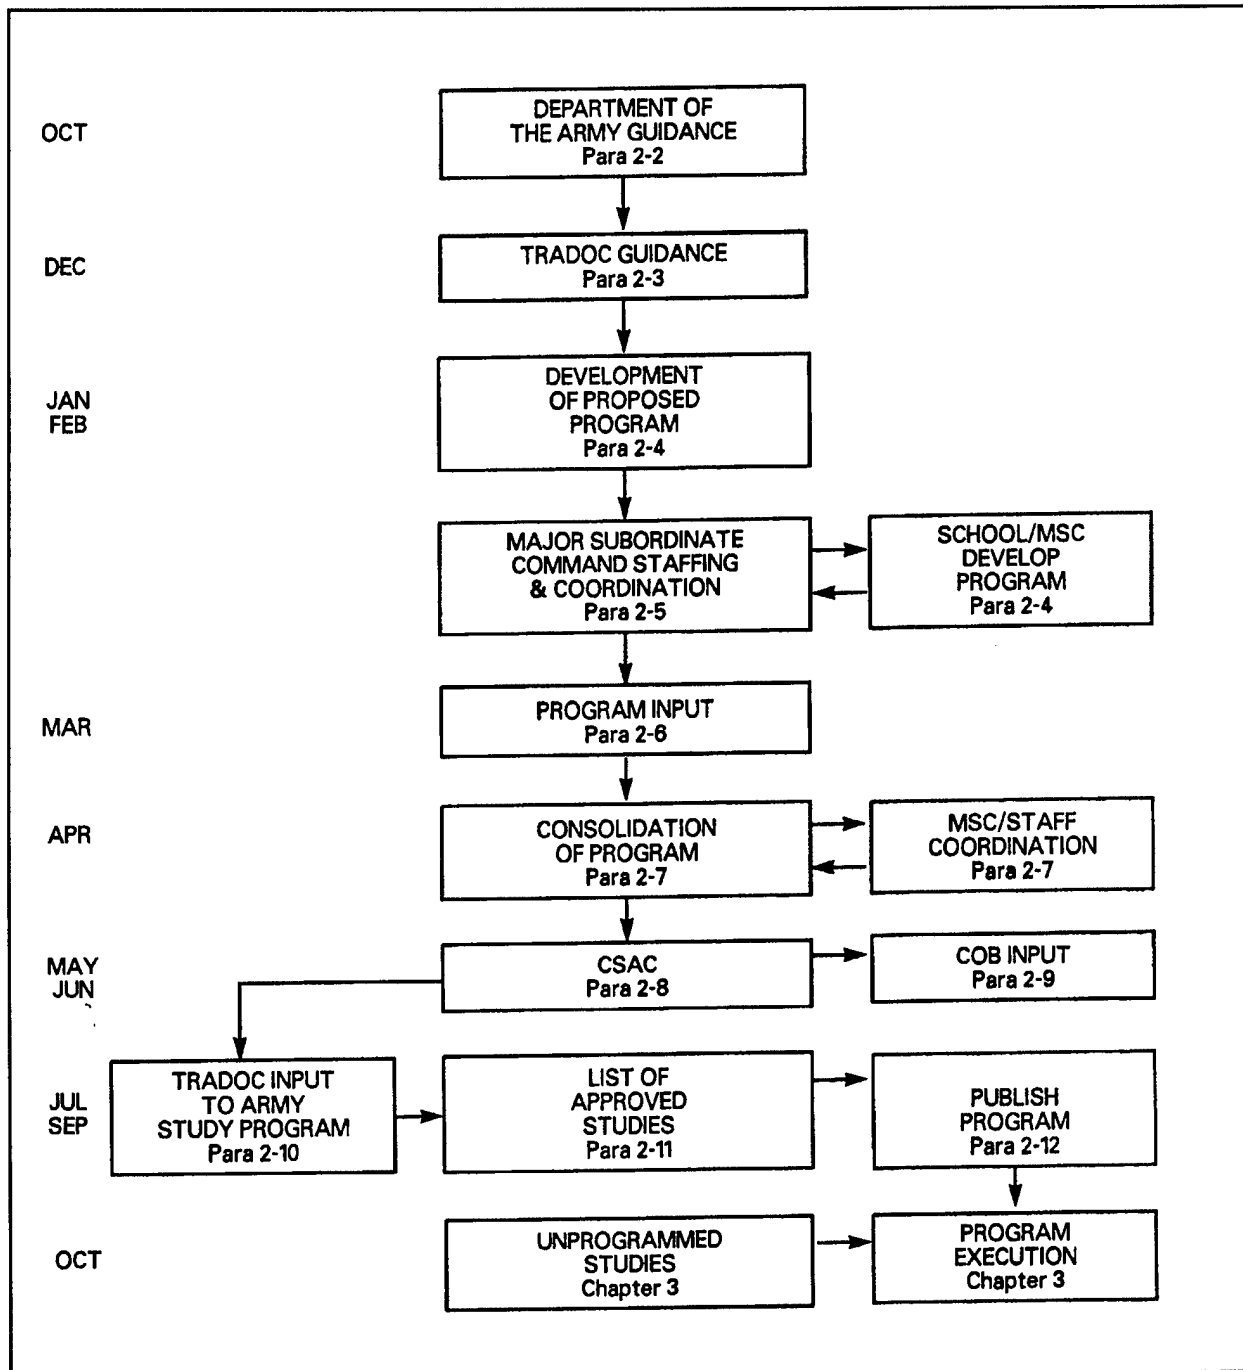 OCT
DEPARTMENT OF
THE ARMY GUIDANCE
Para 2-2
DEC
TRADOC GUIDANCE
Para 2-3
JAN
FEB
DEVELOPMENT
OF PROPOSED
PROGRAM
Para 2-4
MAJOR SUBORDINATE
COMMAND STAFFING
& COORDINATION
Para 2-5
SCHOOL/MSC
DEVELOP
PROGRAM
Para 2-4
MAR
PROGRAM INPUT
Para 2-6
APR
CONSOLIDATION
OF PROGRAM
Para 2-7
MSC/STAFF
COORDINATION
Para 2-7
MAY
JUN
CSAC
Para 2-8
COB INPUT
Para 2-9
JUL
SEP
TRADOC INPUT
TO ARMY
STUDY PROGRAM
Para 2-10
LIST OF
APPROVED
STUDIES
Para 2-11
PUBLISH
PROGRAM
Para 2-12
OCT
UNPROGRAMMED
STUDIES
Chapter 3
PROGRAM
EXECUTION
Chapter 3